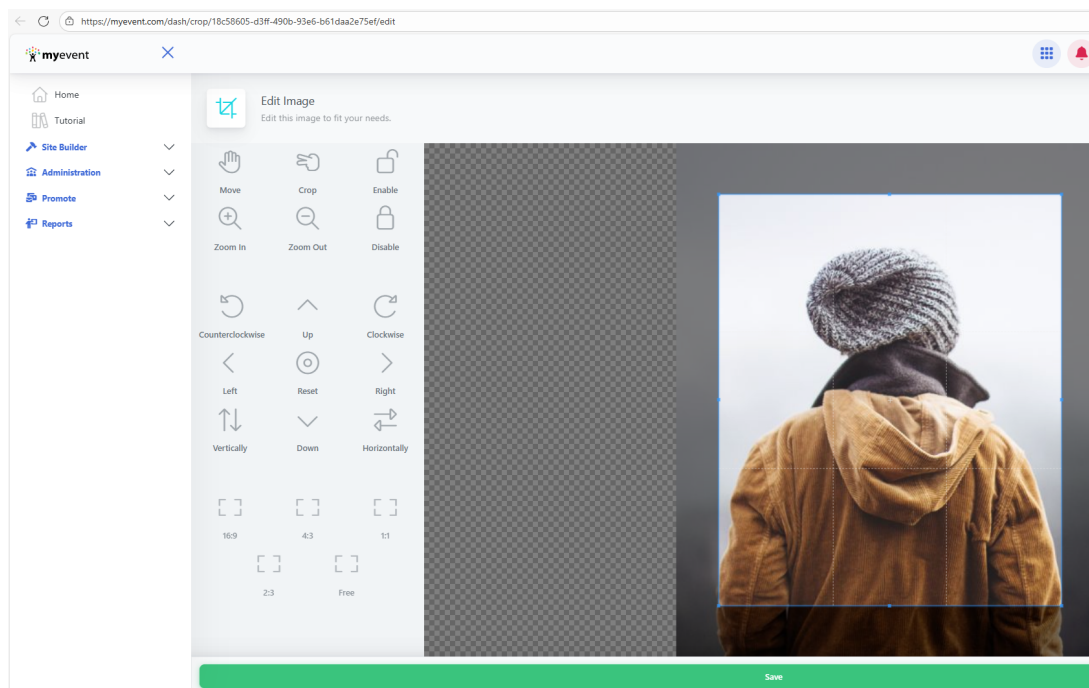 https://myevent.com/dash/crop/18c58605-d3ff-490b-93e6-b61daa2e75ef/edit
myevent
Home
Tutorial
Site Builder
Administration
Promote
Reports
Edit Image
Edit this image to fit your needs.
Move Crop Enable
Zoom In Zoom Out Disable
Counterclockwise Up Clockwise
Left Reset Right
Vertically Down Horizontally
16:9 4:3 1:1
2:3 Free
Save